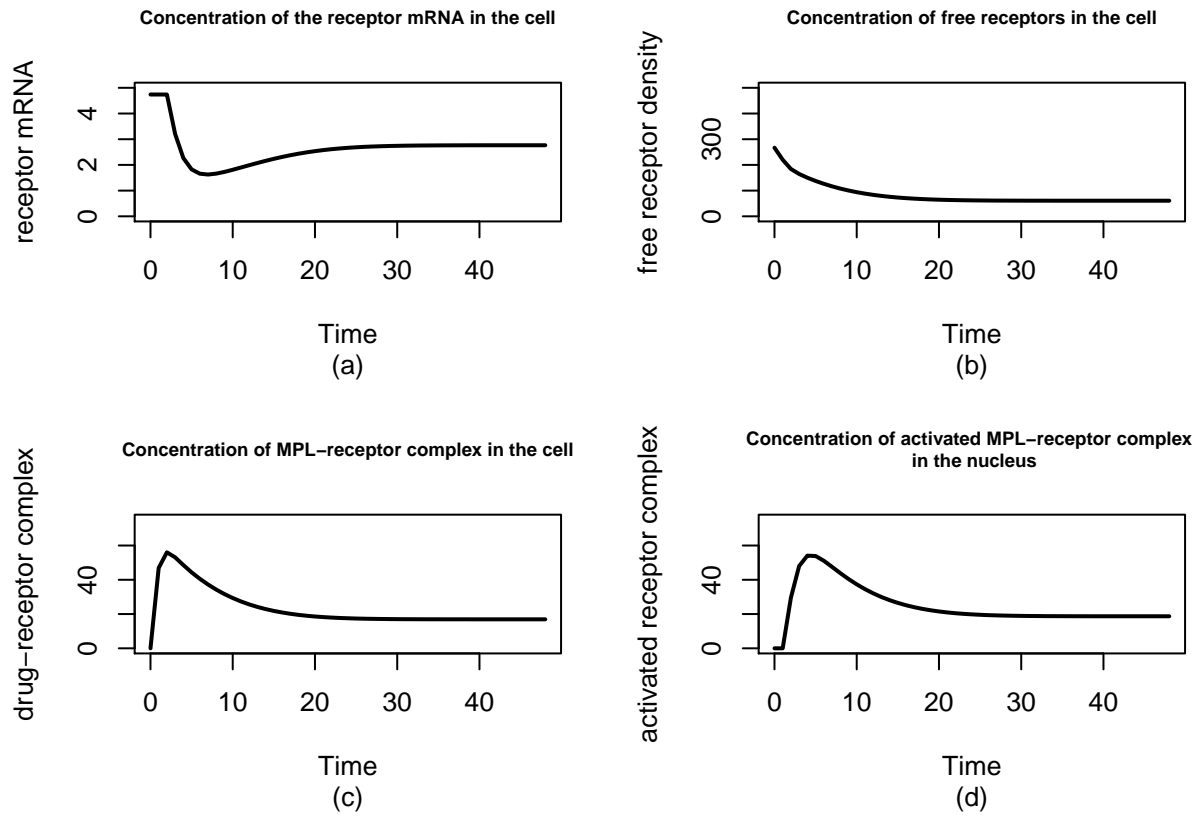 Concentration of the receptor mRNA in the cell
receptor mRNA
0
2
4
0
10
20
30
40
Time
(a)
Concentration of free receptors in the cell
free receptor density
0
300
0
10
20
30
40
Time
(b)
Concentration of MPL−receptor complex in the cell
drug−receptor complex
0
40
0
10
20
30
40
Time
(c)
Concentration of activated MPL−receptor complex
in the nucleus
activated receptor complex
0
40
0
10
20
30
40
Time
(d)